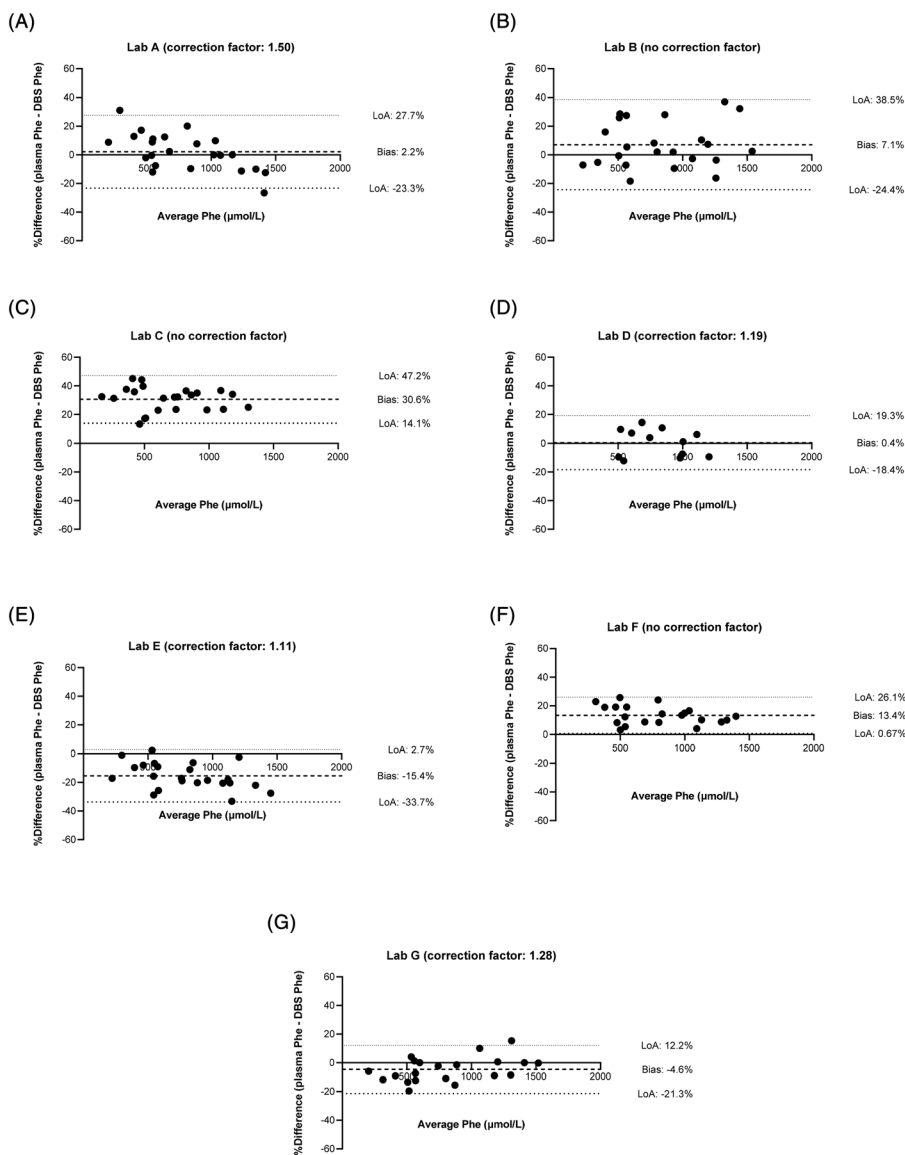 (A)
Lab A (correction factor: 1.50)
%Difference (plasma Phe - DBS Phe)
60
40
20
0
-20
-40
-60
500
1000
1500
2000
LoA: 27.7%
Bias: 2.2%
LoA: -23.3%
Average Phe (µmol/L)
(B)
Lab B (no correction factor)
%Difference (plasma Phe - DBS Phe)
60
40
20
0
-20
-40
-60
500
1000
1500
2000
LoA: 38.5%
Bias: 7.1%
LoA: -24.4%
Average Phe (µmol/L)
(C)
Lab C (no correction factor)
%Difference (plasma Phe - DBS Phe)
60
40
20
0
-20
-40
-60
500
1000
1500
2000
LoA: 47.2%
Bias: 30.6%
LoA: 14.1%
Average Phe (µmol/L)
(D)
Lab D (correction factor: 1.19)
%Difference (plasma Phe - DBS Phe)
60
40
20
0
-20
-40
-60
500
1000
1500
2000
LoA: 19.3%
Bias: 0.4%
LoA: -18.4%
Average Phe (µmol/L)
(E)
Lab E (correction factor: 1.11)
%Difference (plasma Phe - DBS Phe)
60
40
20
0
-20
-40
-60
500
1000
1500
2000
LoA: 2.7%
Bias: -15.4%
LoA: -33.7%
Average Phe (µmol/L)
(F)
Lab F (no correction factor)
%Difference (plasma Phe - DBS Phe)
60
40
20
0
-20
-40
-60
500
1000
1500
2000
LoA: 26.1%
Bias: 13.4%
LoA: 0.67%
Average Phe (µmol/L)
(G)
Lab G (correction factor: 1.28)
%Difference (plasma Phe - DBS Phe)
60
40
20
0
-20
-40
-60
500
1000
1500
2000
LoA: 12.2%
Bias: -4.6%
LoA: -21.3%
Average Phe (µmol/L)